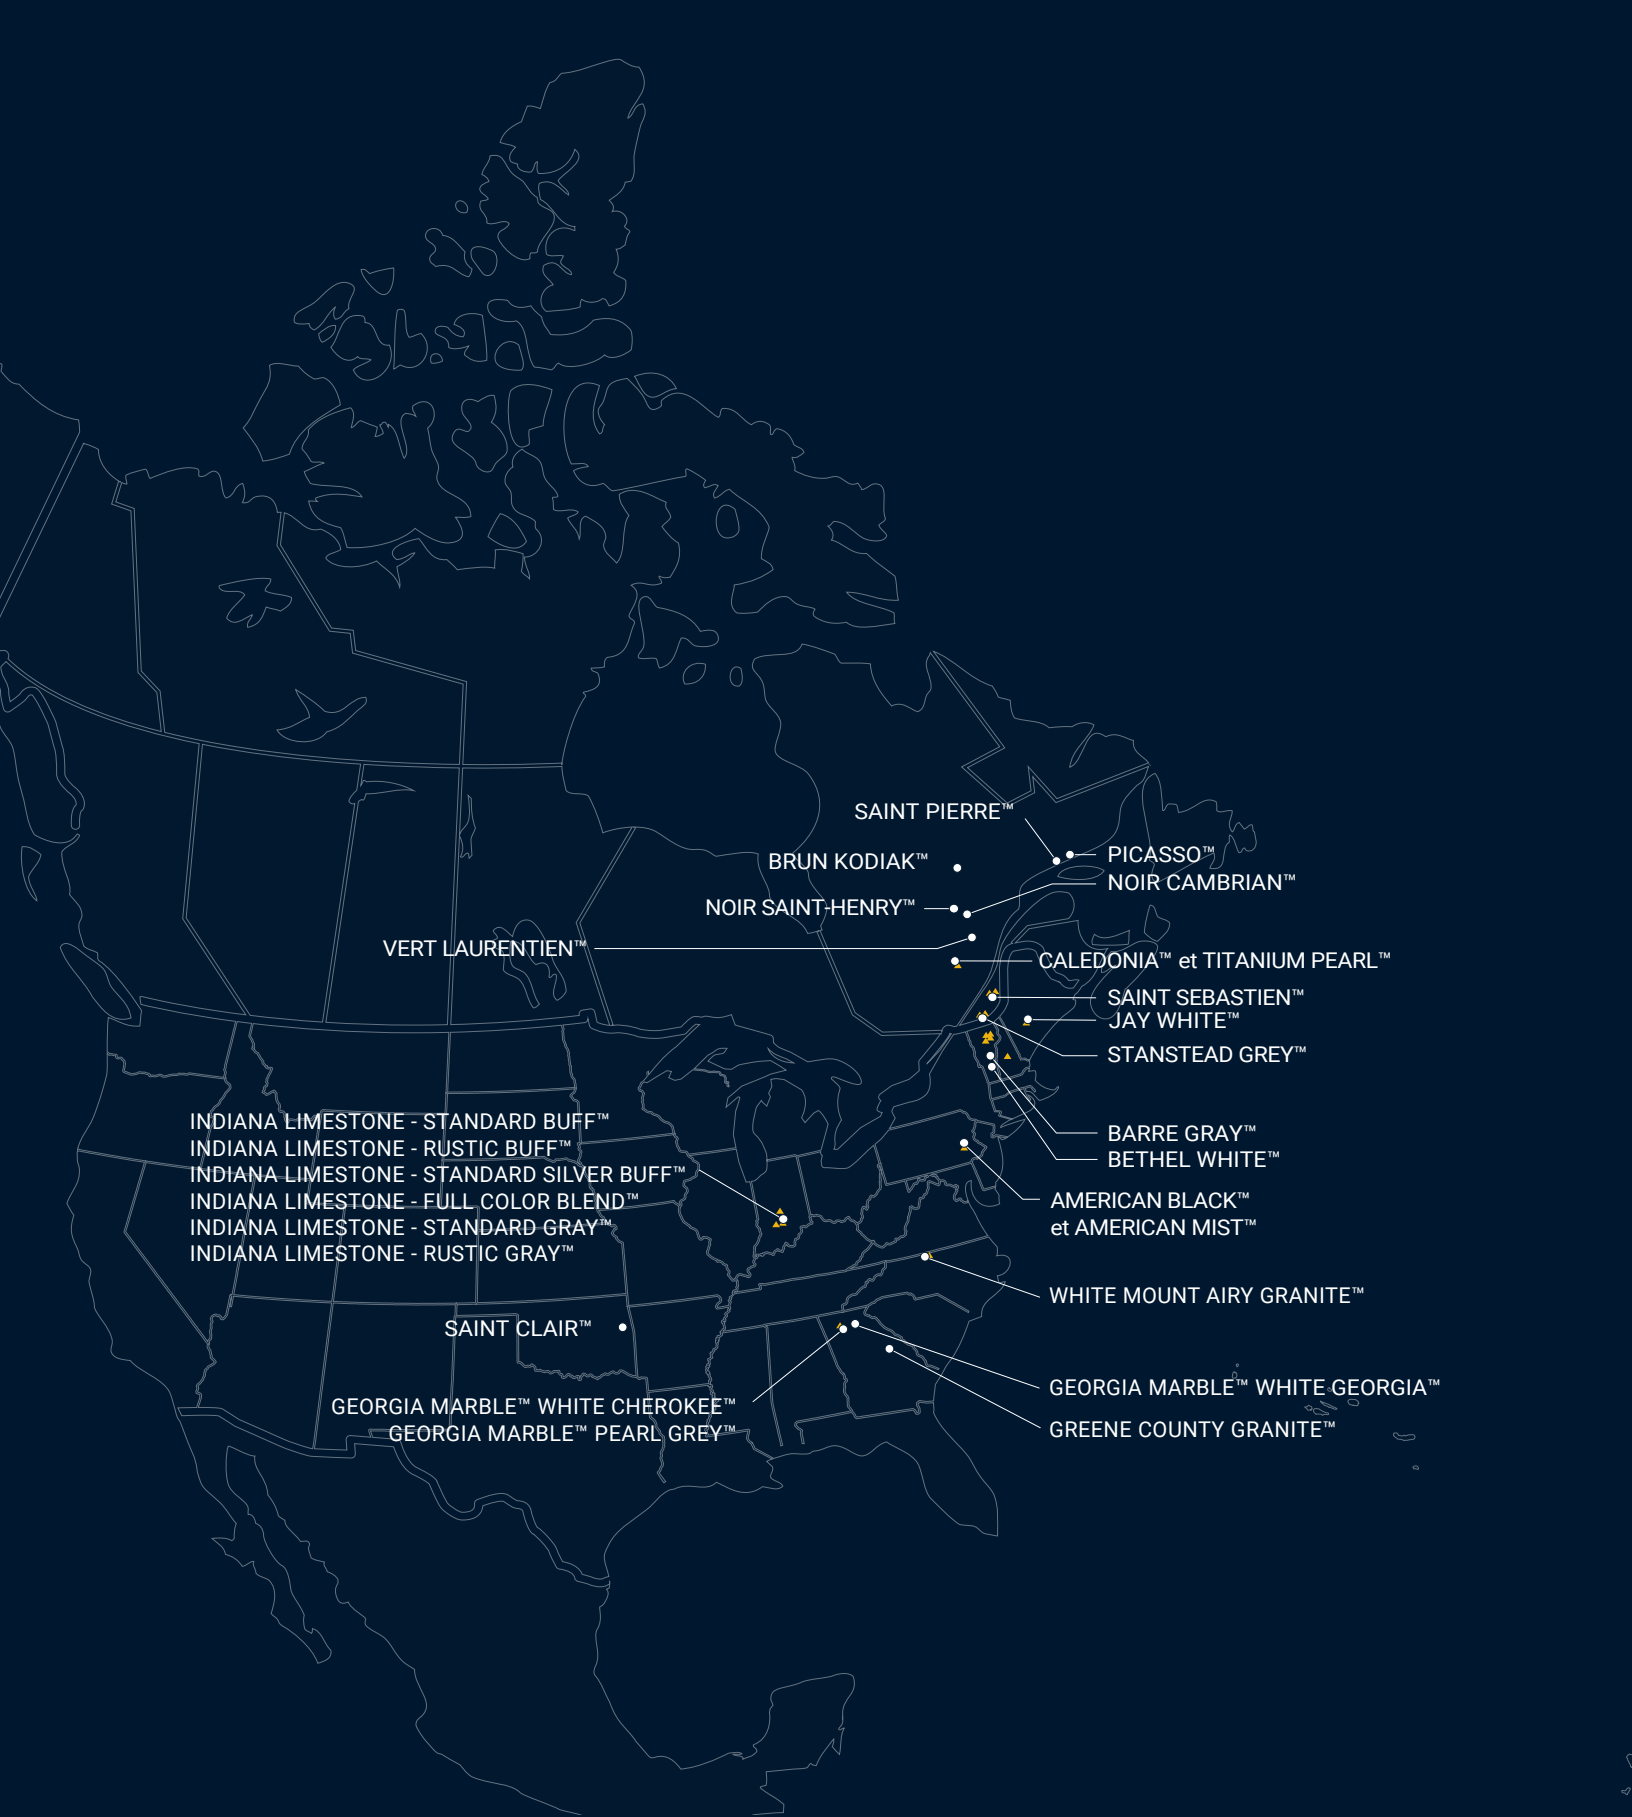 SAINT PIERRE™
PICASSO™
BRUN KODIAK™
NOIR CAMBRIAN™
NOIR SAINT-HENRY™
VERT LAURENTIEN™
CALEDONIA™ et TITANIUM PEARL™
SAINT SEBASTIEN™
JAY WHITE™
STANSTEAD GREY™
INDIANA LIMESTONE - STANDARD BUFF™
INDIANA LIMESTONE - RUSTIC BUFF™
INDIANA LIMESTONE - STANDARD SILVER BUFF™
INDIANA LIMESTONE - FULL COLOR BLEND™
INDIANA LIMESTONE - STANDARD GRAY™
INDIANA LIMESTONE - RUSTIC GRAY™
BARRE GRAY™
BETHEL WHITE™
AMERICAN BLACK™
et AMERICAN MIST™
WHITE MOUNT AIRY GRANITE™
SAINT CLAIR™
GEORGIA MARBLE™ WHITE GEORGIA™
GEORGIA MARBLE™ WHITE CHEROKEE™
GEORGIA MARBLE™ PEARL GREY™
GREENE COUNTY GRANITE™